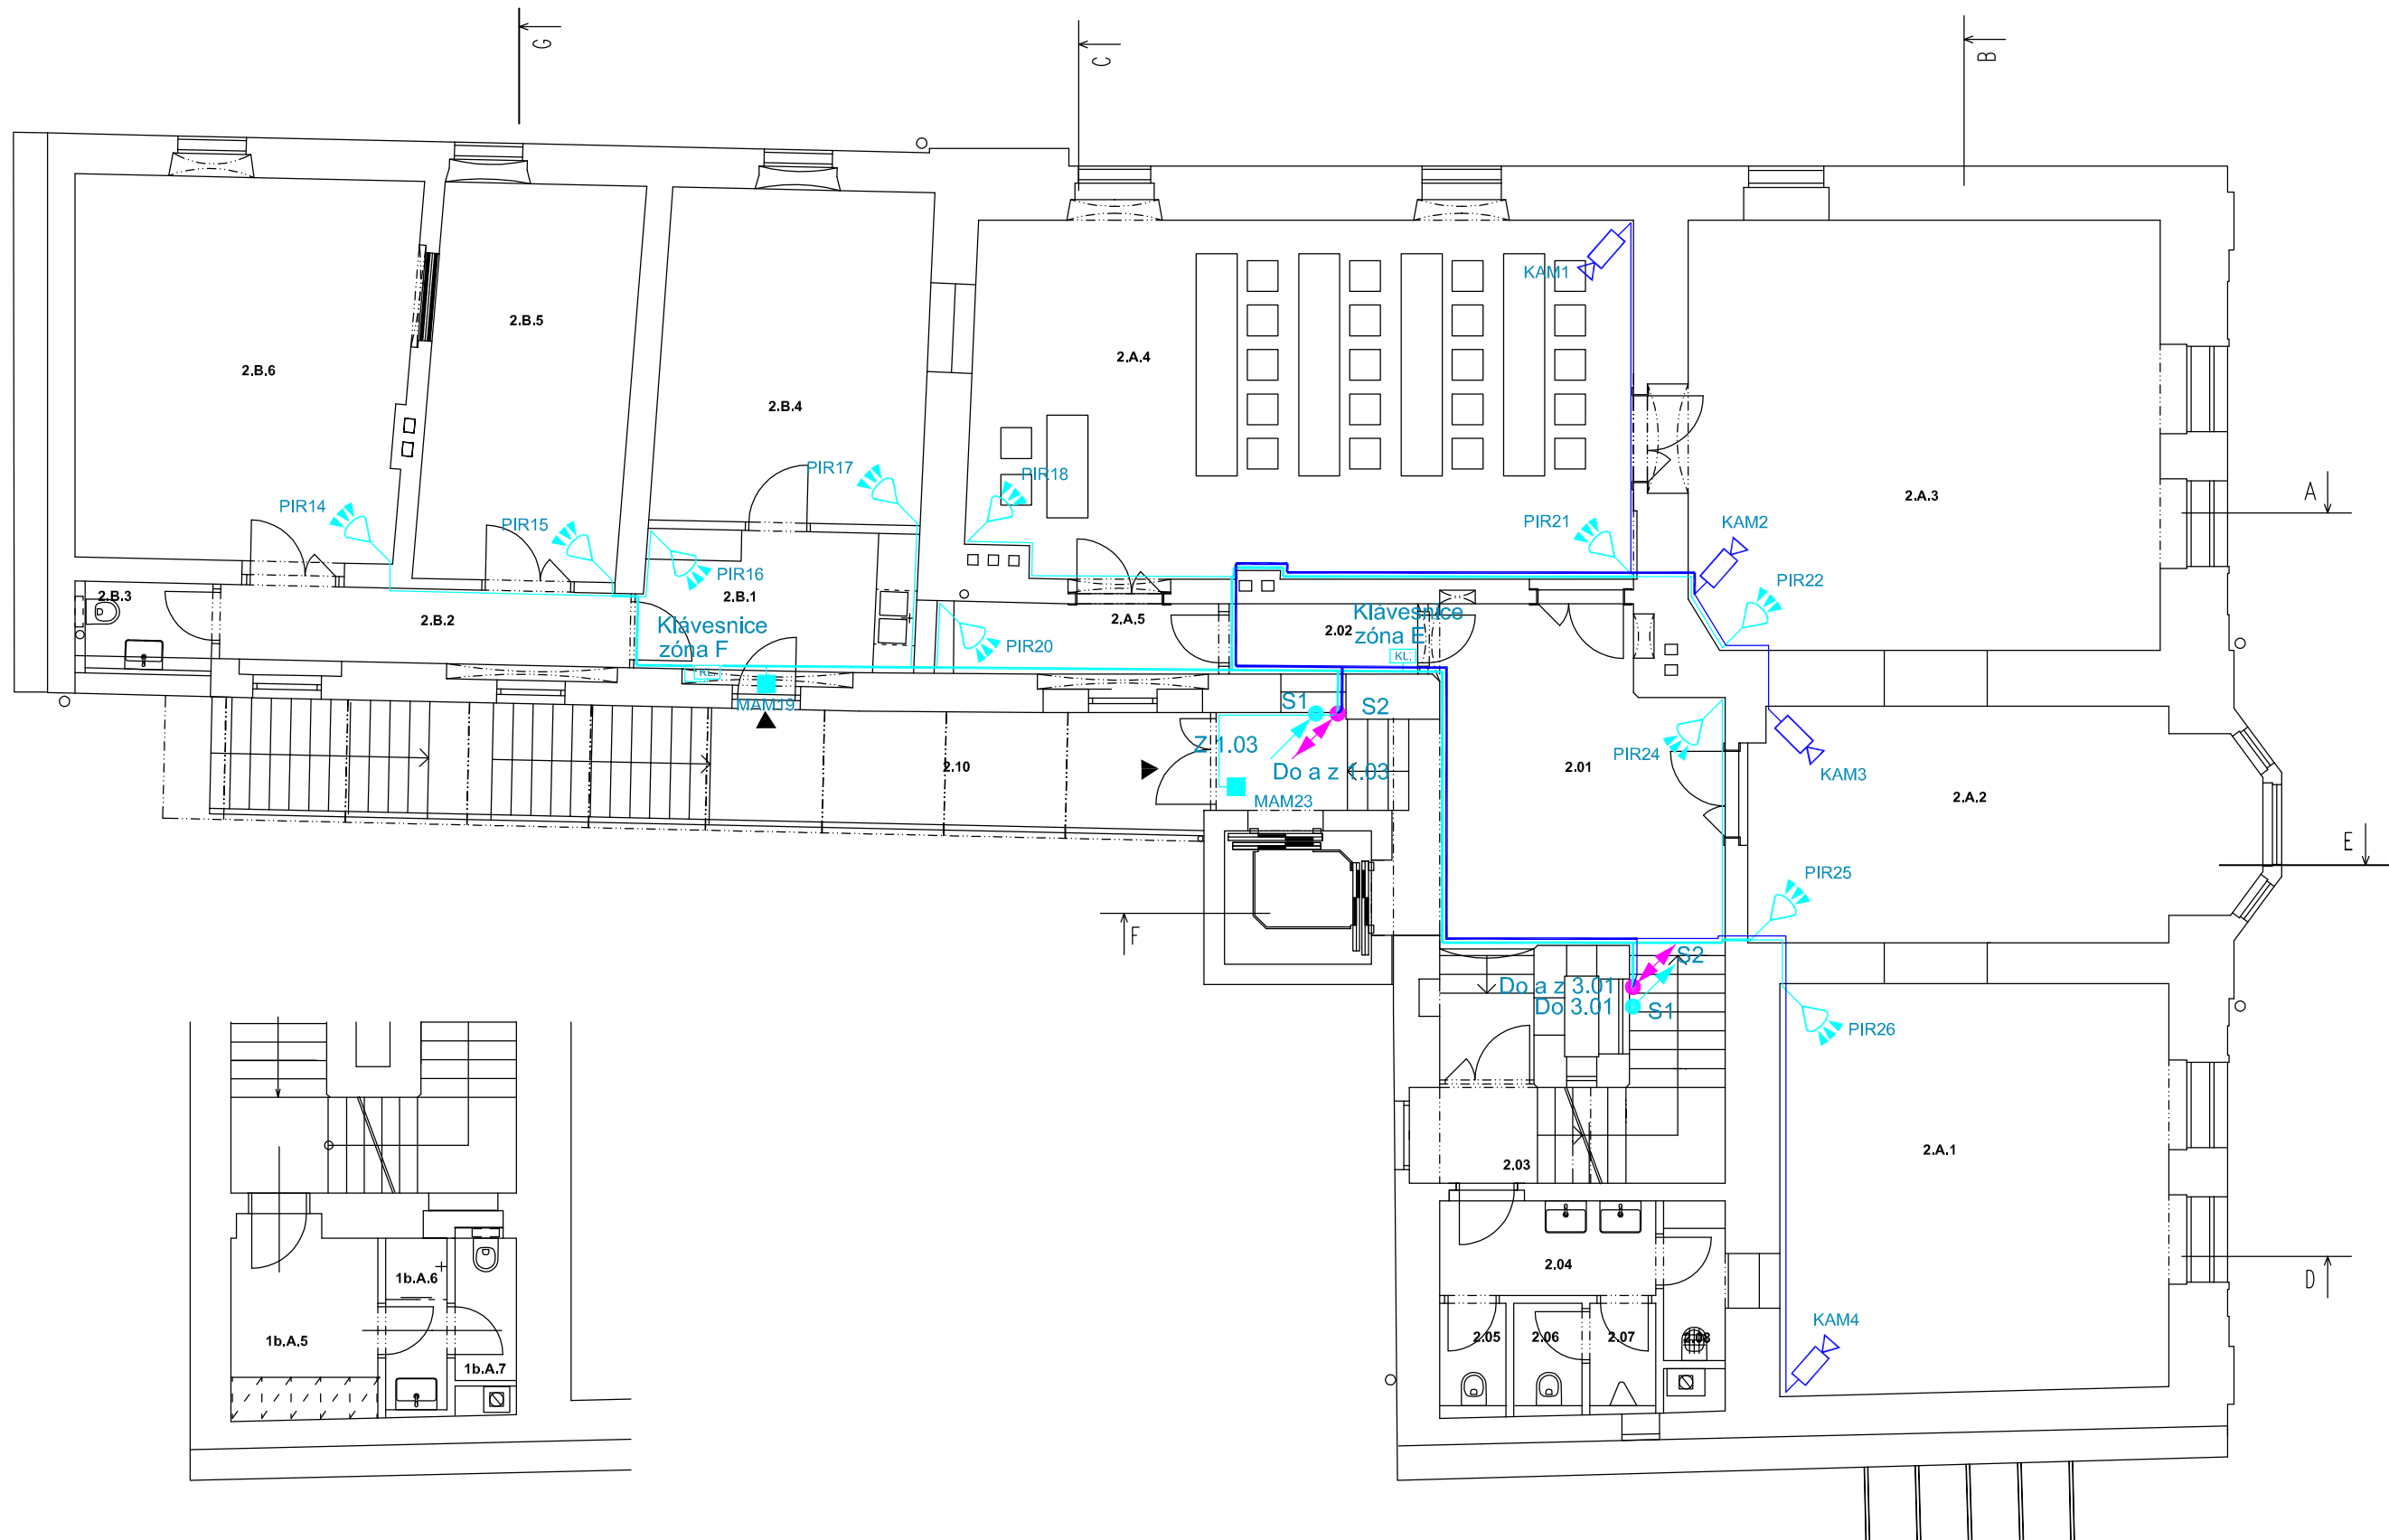 G
C
B
KAM1
2.B.5
2.A.4
2.B.6
2.B.4
PIR17
PIR18
2.A.3
A
PIR14
PIR15
PIR21
KAM2
PIR16
PIR22
2.B.3
2.B.1
2.B.2
Klávesnice
zóna F
PIR20
2.A.5
2.02
Klávesnice
zóna E
KL.
KL.
MAM19
S1
S2
Z 1.03
Do a z 1.03
MAM23
2.10
2.01
PIR24
KAM3
2.A.2
E
PIR25
F
S2
Do a z 3.01
Do 3.01
S1
PIR26
2.03
2.A.1
2.04
D
1b.A.6
1b.A.5
1b.A.7
2.05
2.06
2.07
2.08
KAM4